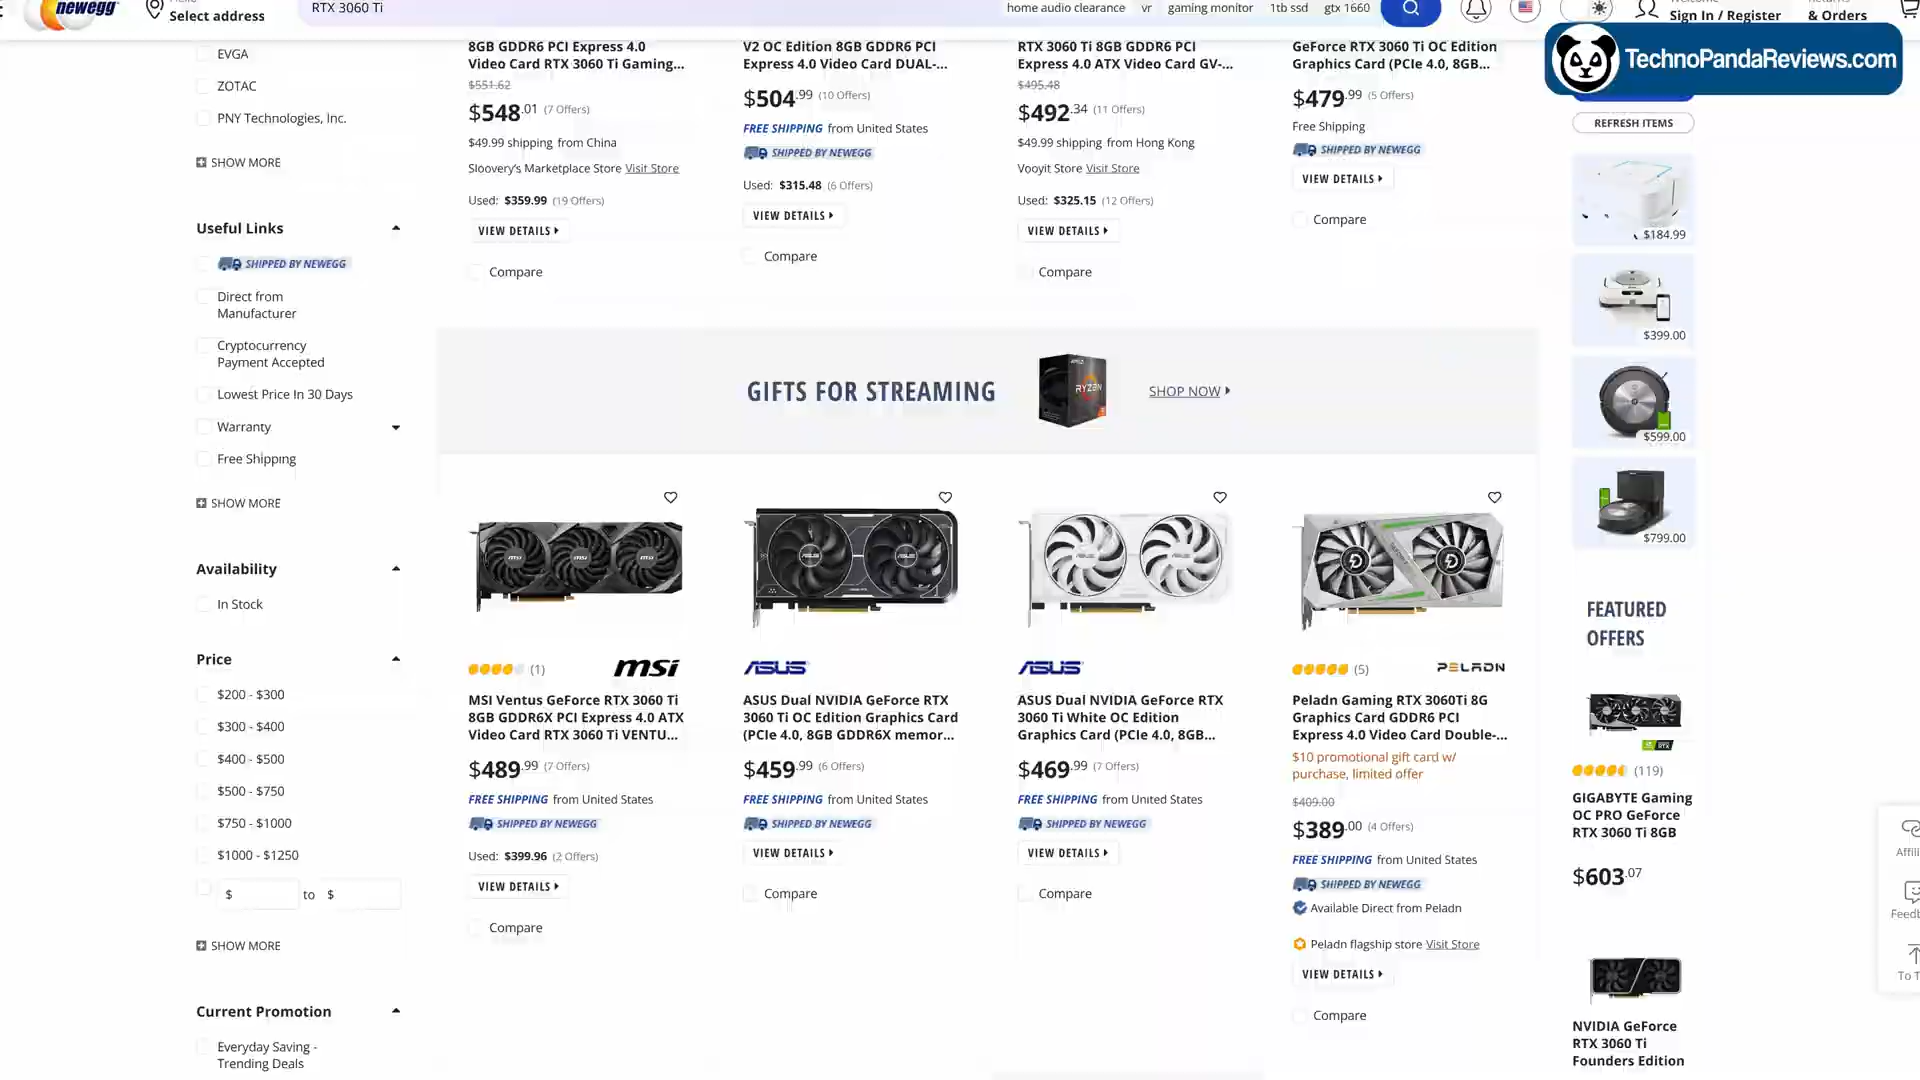 newegg
Select address
RTX 3060 Ti
home audio clearance
vr
gaming monitor
1tb ssd
gtx 1660
Sign In / Register
& Orders
TechnoPandaReviews.com
EVGA
ZOTAC
PNY Technologies, Inc.
SHOW MORE
Useful Links
SHIPPED BY NEWEGG
Direct from
Manufacturer
Cryptocurrency
Payment Accepted
Lowest Price In 30 Days
Warranty
Free Shipping
SHOW MORE
Availability
In Stock
Price
$200 - $300
$300 - $400
$400 - $500
$500 - $750
$750 - $1000
$1000 - $1250
$ to $
SHOW MORE
Current Promotion
Everyday Saving -
Trending Deals
8GB GDDR6 PCI Express 4.0
Video Card RTX 3060 Ti Gaming...
$551.62
$548.01 (7 Offers)
$49.99 shipping from China
Sloovery's Marketplace Store Visit Store
Used: $359.99 (19 Offers)
VIEW DETAILS
Compare
V2 OC Edition 8GB GDDR6 PCI
Express 4.0 Video Card DUAL-...
$504.99 (10 Offers)
FREE SHIPPING from United States
SHIPPED BY NEWEGG
Used: $315.48 (6 Offers)
VIEW DETAILS
Compare
RTX 3060 Ti 8GB GDDR6 PCI
Express 4.0 ATX Video Card GV-...
$495.48
$492.34 (11 Offers)
$49.99 shipping from Hong Kong
Vooyit Store Visit Store
Used: $325.15 (12 Offers)
VIEW DETAILS
Compare
GeForce RTX 3060 Ti OC Edition
Graphics Card (PCIe 4.0, 8GB...
$479.99 (5 Offers)
Free Shipping
SHIPPED BY NEWEGG
VIEW DETAILS
Compare
GIFTS FOR STREAMING
RYZEN
SHOP NOW
(1)
msi
MSI Ventus GeForce RTX 3060 Ti
8GB GDDR6X PCI Express 4.0 ATX
Video Card RTX 3060 Ti VENTU...
$489.99 (7 Offers)
FREE SHIPPING from United States
SHIPPED BY NEWEGG
Used: $399.96 (2 Offers)
VIEW DETAILS
Compare
ASUS
ASUS Dual NVIDIA GeForce RTX
3060 Ti OC Edition Graphics Card
(PCIe 4.0, 8GB GDDR6X memor...
$459.99 (6 Offers)
FREE SHIPPING from United States
SHIPPED BY NEWEGG
VIEW DETAILS
Compare
ASUS
ASUS Dual NVIDIA GeForce RTX
3060 Ti White OC Edition
Graphics Card (PCIe 4.0, 8GB...
$469.99 (7 Offers)
FREE SHIPPING from United States
SHIPPED BY NEWEGG
VIEW DETAILS
Compare
(5)
PELADN
Peladn Gaming RTX 3060Ti 8G
Graphics Card GDDR6 PCI
Express 4.0 Video Card Double-...
$10 promotional gift card w/
purchase, limited offer
$409.00
$389.00 (4 Offers)
FREE SHIPPING from United States
SHIPPED BY NEWEGG
Available Direct from Peladn
Peladn flagship store Visit Store
VIEW DETAILS
Compare
REFRESH ITEMS
$184.99
$399.00
$599.00
$799.00
FEATURED
OFFERS
(119)
GIGABYTE Gaming
OC PRO GeForce
RTX 3060 Ti 8GB
$603.07
NVIDIA GeForce
RTX 3060 Ti
Founders Edition
Affili
Feedb
To T